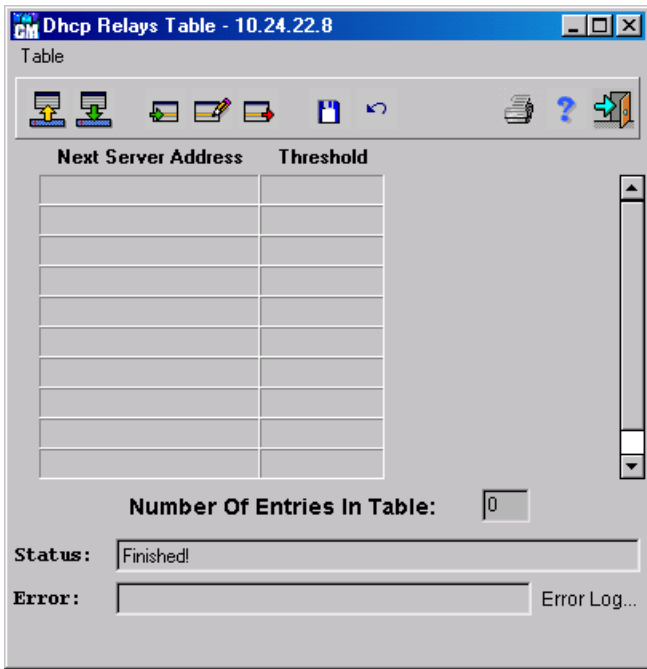 GM Dhcp Relays Table - 10.24.22.8
Table
Next Server Address Threshold
Number Of Entries In Table: 0
Status: Finished!
Error: Error Log...